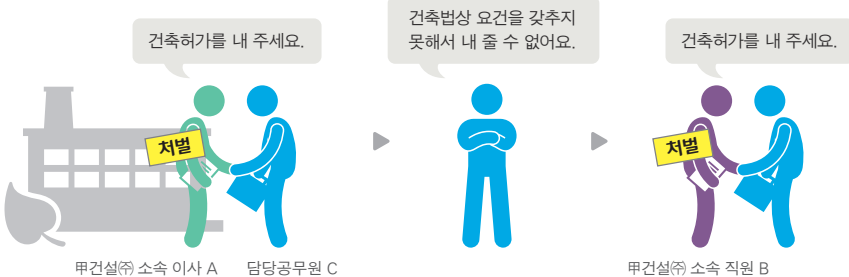 건축허가를 내 주세요.
건축법상 요건을 갖추지
못해서 내 줄 수 없어요.
건축허가를 내 주세요.
처벌
처벌
甲건설㈜ 소속 이사 A
담당공무원 C
甲건설㈜ 소속 직원 B